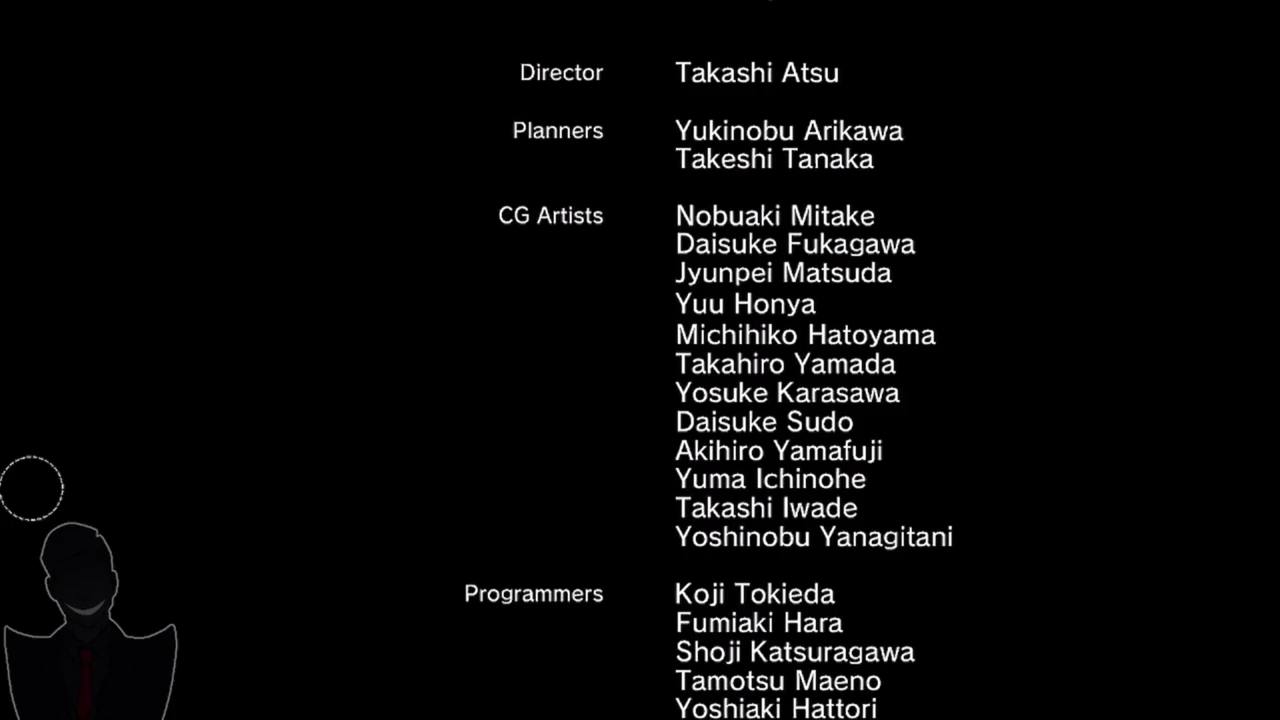 Director Takashi Atsu
Planners Yukinobu Arikawa
Takeshi Tanaka
CG Artists Nobuaki Mitake
Daisuke Fukagawa
Jyunpei Matsuda
Yuu Honya
Michihiko Hatoyama
Takahiro Yamada
Yosuke Karasawa
Daisuke Sudo
Akihiro Yamafuji
Yuma Ichinohe
Takashi Iwade
Yoshinobu Yanagitani
Programmers Koji Tokieda
Fumiaki Hara
Shoji Katsuragawa
Tamotsu Maeno
Yoshiaki Hattori